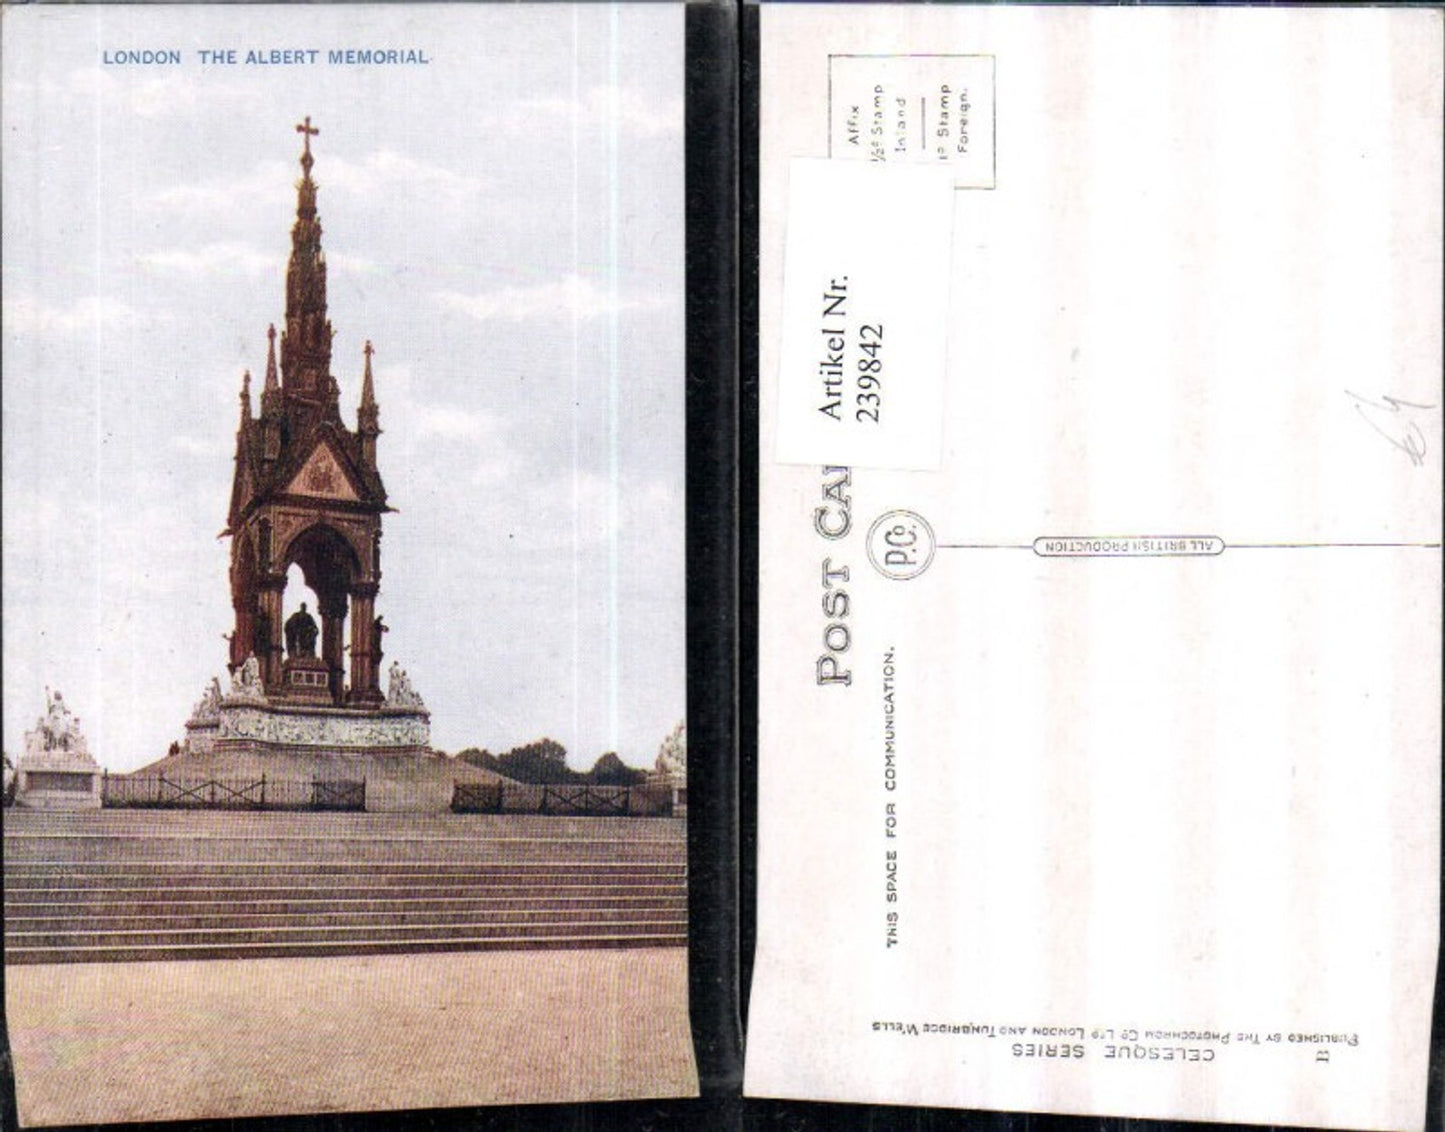 LONDON THE ALBERT MEMORIAL.
Affix
½ᴰ Stamp
Inland
1ᴰ Stamp
Foreign.
Artikel Nr.
239842
POST CA
P.Co.
ALL BRITISH PRODUCTION
THIS SPACE FOR COMMUNICATION.
PUBLISHED BY THE PHOTOCHROM Co. LTD LONDON AND TUNBRIDGE WELLS
CELESQUE SERIES